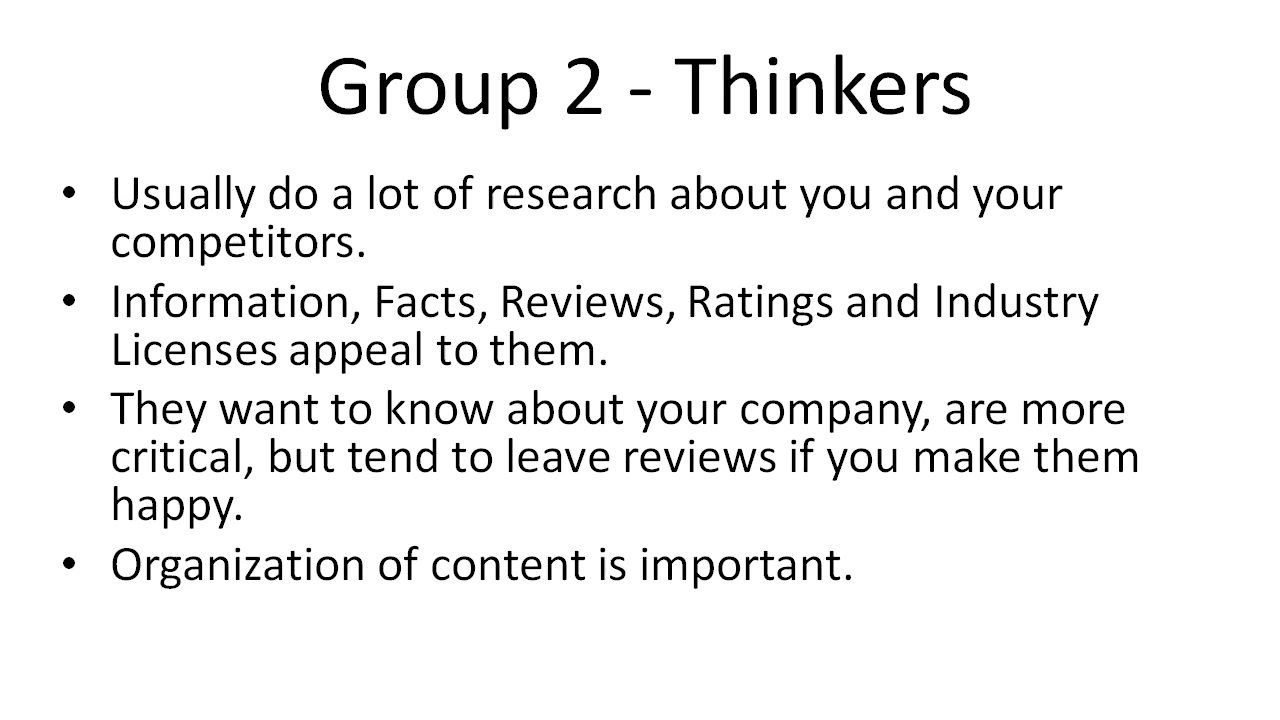 Group 2 - Thinkers
• Usually do a lot of research about you and your
competitors.
• Information, Facts, Reviews, Ratings and Industry
Licenses appeal to them.
• They want to know about your company, are more
critical, but tend to leave reviews if you make them
happy.
• Organization of content is important.